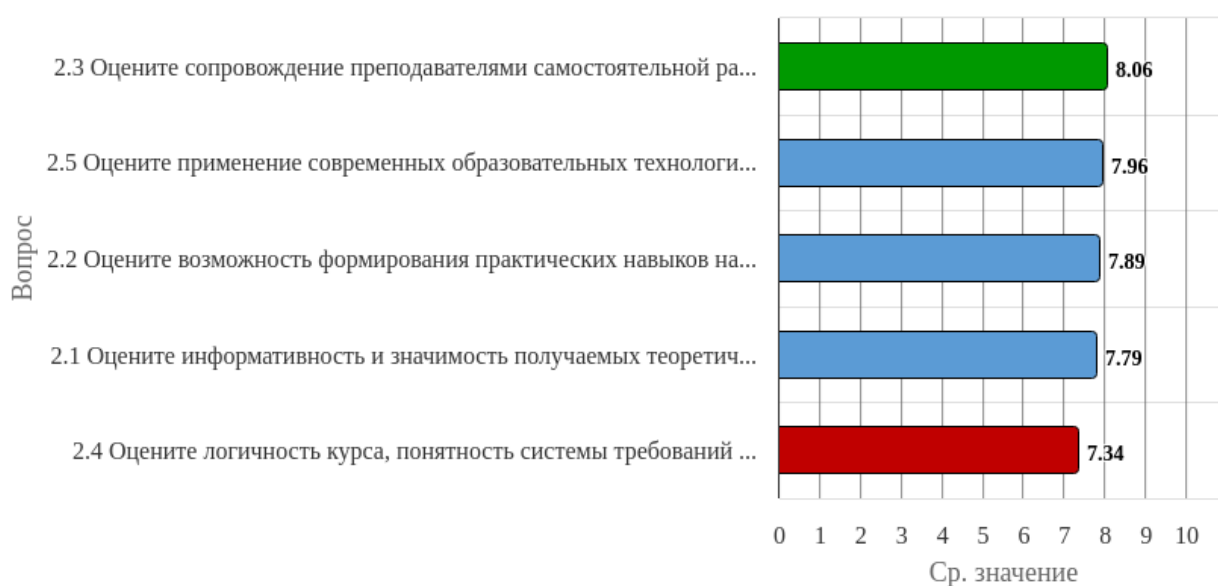 2.3 Оцените сопровождение преподавателями самостоятельной ра...
8.06
2.5 Оцените применение современных образовательных технологи...
7.96
Вопрос
2.2 Оцените возможность формирования практических навыков на...
7.89
2.1 Оцените информативность и значимость получаемых теоретич...
7.79
2.4 Оцените логичность курса, понятность системы требований ...
7.34
0 1 2 3 4 5 6 7 8 9 10
Ср. значение